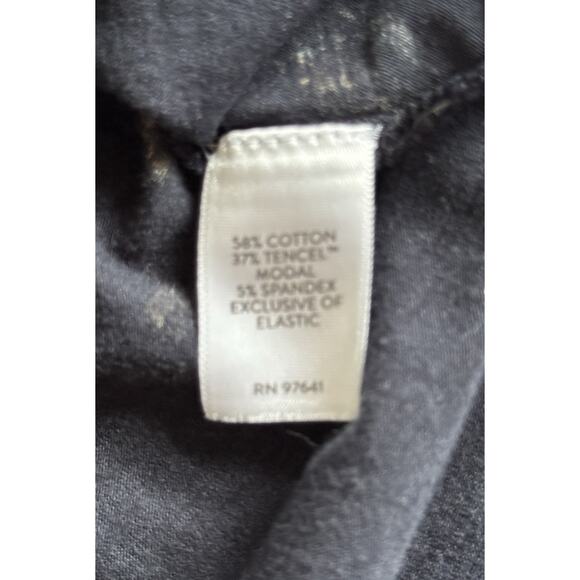 58% COTTON
37% TENCEL™
MODAL
5% SPANDEX
EXCLUSIVE OF
ELASTIC
RN 97641